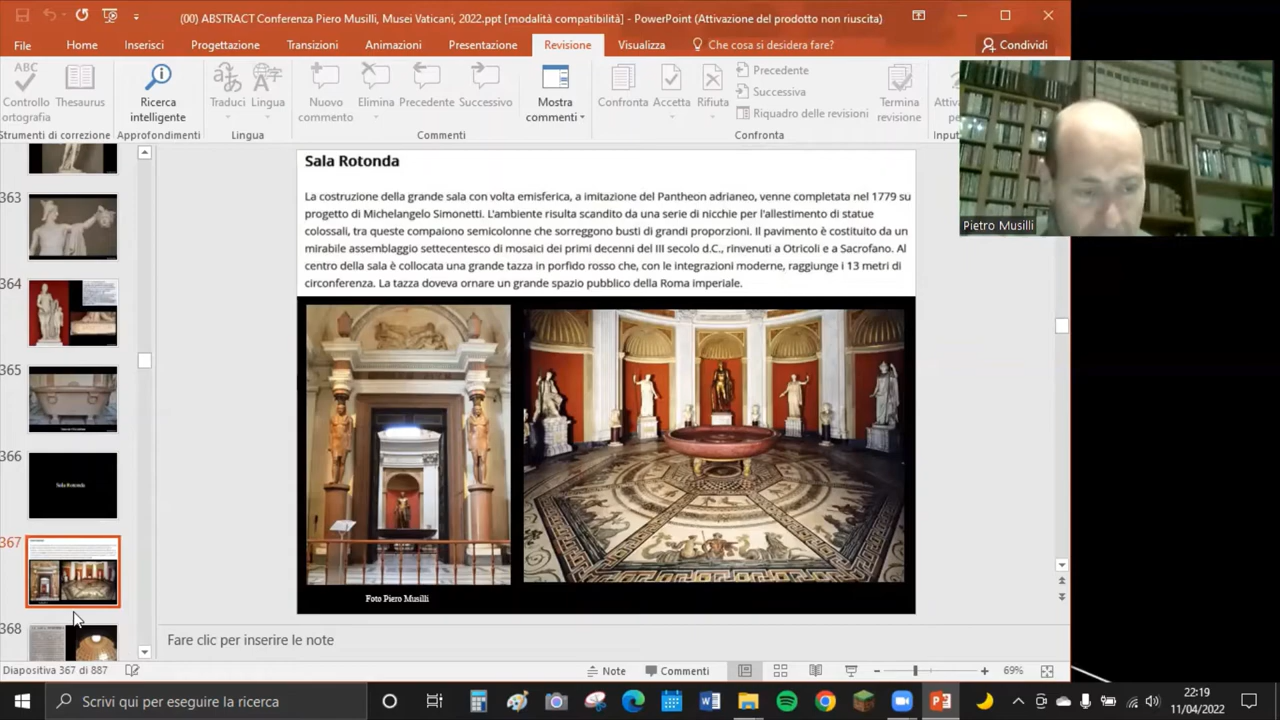 (00) ABSTRACT Conferenza Piero Musilli, Musei Vaticani, 2022.ppt [modalità compatibilità] - PowerPoint (Attivazione del prodotto non riuscita)
File Home Inserisci Progettazione Transizioni Animazioni Presentazione Revisione Visualizza Che cosa si desidera fare? Condividi
ABC
Controllo ortografia
Thesaurus
Ricerca intelligente
Traduci
Lingua
Nuovo commento
Elimina
Precedente
Successivo
Mostra commenti
Confronta
Accetta
Rifiuta
Precedente
Successiva
Riquadro delle revisioni
Termina revisione
Strumenti di correzione Approfondimenti Lingua Commenti Confronta
Pietro Musilli
363
364
365
366
Sala Rotonda
367
368
Sala Rotonda
La costruzione della grande sala con volta emisferica, a imitazione del Pantheon adrianeo, venne completata nel 1779 su
progetto di Michelangelo Simonetti. L'ambiente risulta scandito da una serie di nicchie per l'allestimento di statue
colossali, tra queste compaiono semicolonne che sorreggono busti di grandi proporzioni. Il pavimento è costituito da un
mirabile assemblaggio settecentesco di mosaici dei primi decenni del III secolo d.C., rinvenuti a Otricoli e a Sacrofano. Al
centro della sala è collocata una grande tazza in porfido rosso che, con le integrazioni moderne, raggiunge i 13 metri di
circonferenza. La tazza doveva ornare un grande spazio pubblico della Roma imperiale.
Foto Piero Musilli
Fare clic per inserire le note
Diapositiva 367 di 887
Note Commenti 69%
Scrivi qui per eseguire la ricerca
22:19
11/04/2022